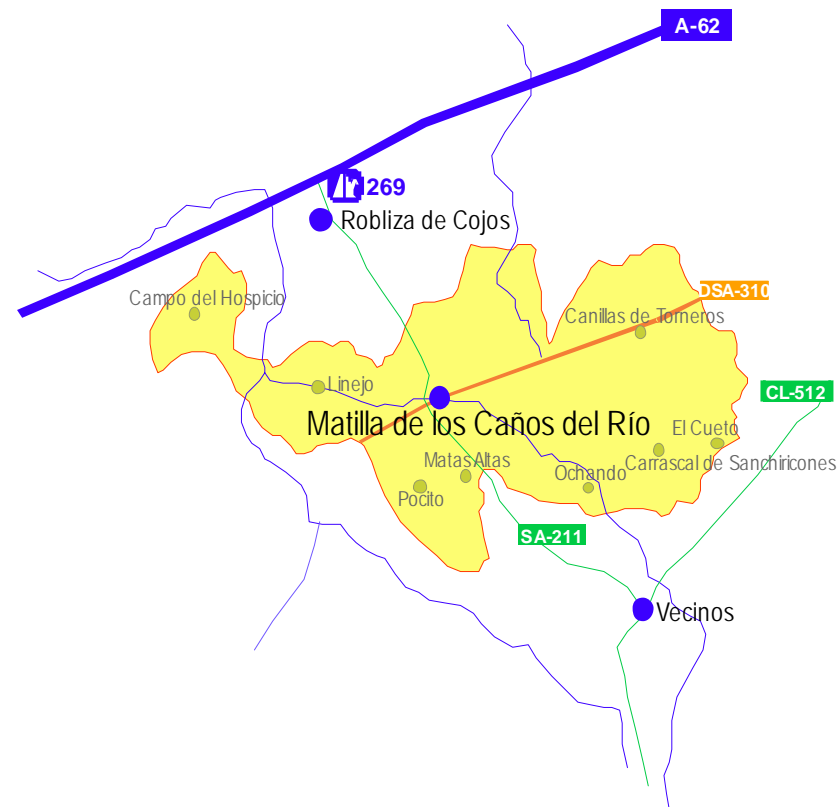 A-62
269
Robliza de Cojos
Campo del Hospicio
DSA-310
Canillas de Torneros
Linejo
CL-512
Matilla de los Caños del Río
El Cueto
Matas Altas
Carrascal de Sanchiricones
Ochando
Pocito
SA-211
Vecinos